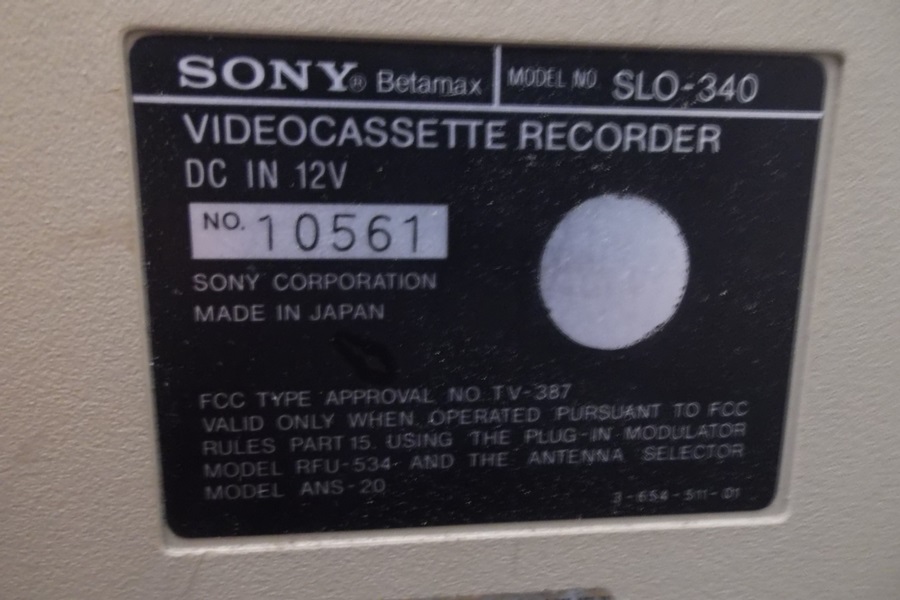 SONY® Betamax MODEL NO. SLO-340
VIDEOCASSETTE RECORDER
DC IN 12V
NO. 10561
SONY CORPORATION
MADE IN JAPAN
FCC TYPE APPROVAL NO. TV-387
VALID ONLY WHEN OPERATED PURSUANT TO FCC
RULES PART 15 USING THE PLUG-IN MODULATOR
MODEL RFU-534 AND THE ANTENNA SELECTOR
MODEL ANS-20
3-654-511-01